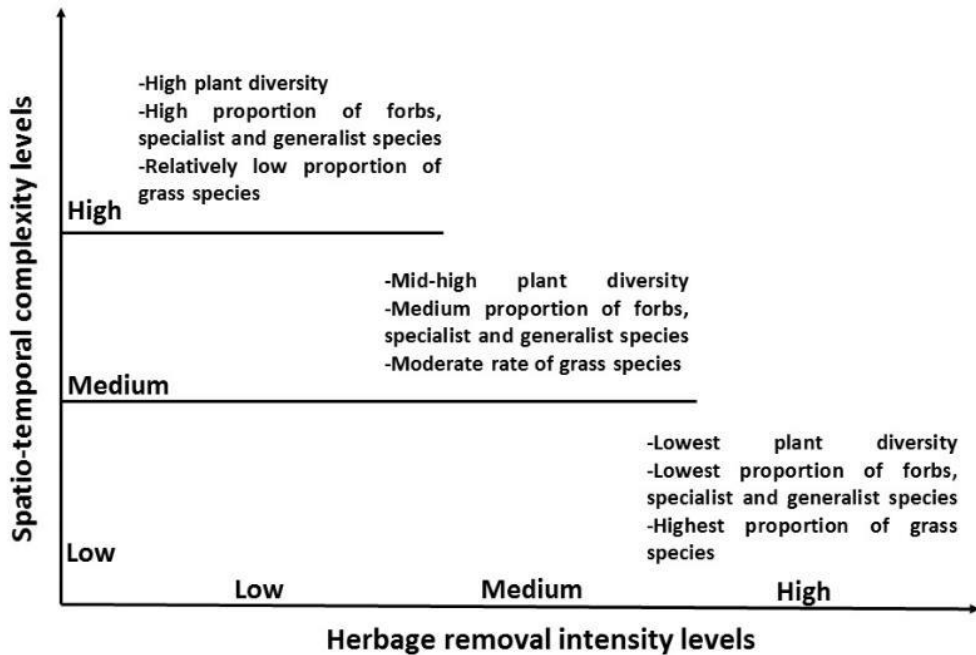 Spatio-temporal complexity levels
-High plant diversity
-High proportion of forbs,
specialist and generalist species
-Relatively low proportion of
grass species
High
-Mid-high plant diversity
-Medium proportion of forbs,
specialist and generalist species
-Moderate rate of grass species
Medium
-Lowest plant diversity
-Lowest proportion of forbs,
specialist and generalist species
-Highest proportion of grass
species
Low
Low Medium High
Herbage removal intensity levels